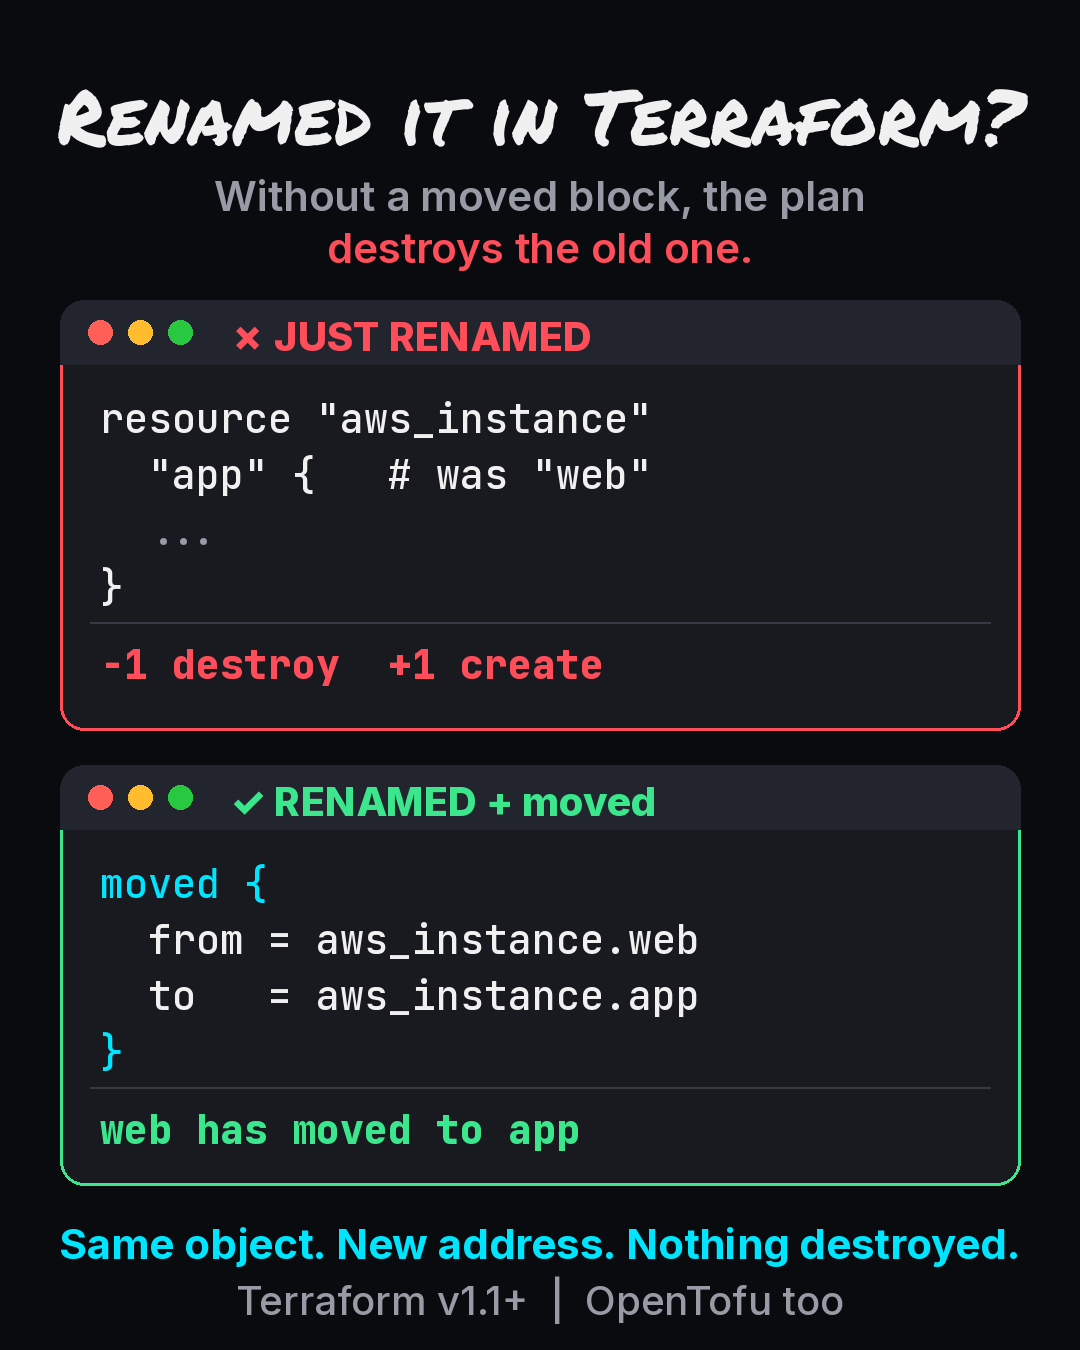 Renamed it in Terraform?
Without a moved block, the plan
destroys the old one.
× JUST RENAMED
resource "aws_instance"
  "app" {   # was "web"
  ...
}
-1 destroy  +1 create
✓ RENAMED + moved
moved {
  from = aws_instance.web
  to   = aws_instance.app
}
web has moved to app
Same object. New address. Nothing destroyed.
Terraform v1.1+ | OpenTofu too